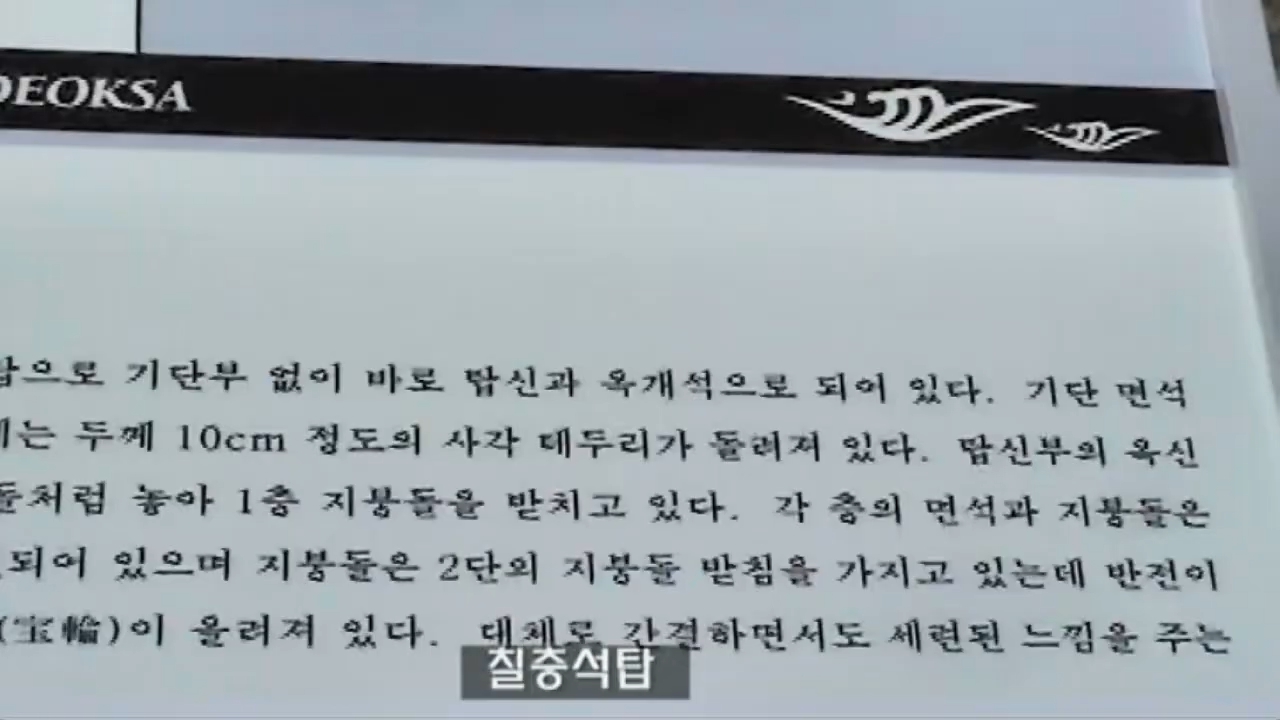 DEOKSA
탑으로 기단부 없이 바로 탑신과 옥개석으로 되어 있다. 기단 면석
는 두께 10cm 정도의 사각 테두리가 돌려져 있다. 탑신부의 옥신
돌처럼 놓아 1층 지붕돌을 받치고 있다. 각 층의 면석과 지붕돌은
되어 있으며 지붕돌은 2단의 지붕돌 받침을 가지고 있는데 반전이
(宝輪)이 올려져 있다. 대체로 간결하면서도 세련된 느낌을 주는
칠층석탑